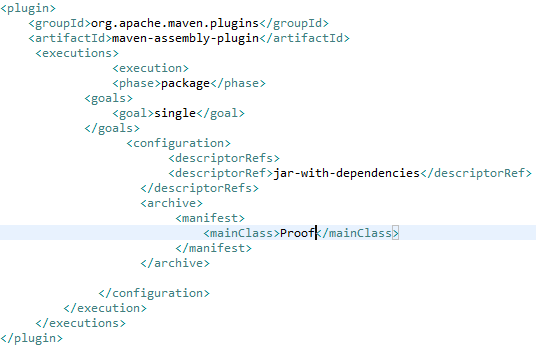 <plugin>
<groupId>org.apache.maven.plugins</groupId>
<artifactId>maven-assembly-plugin</artifactId>
<executions>
<execution>
<phase>package</phase>
<goals>
<goal>single</goal>
</goals>
<configuration>
<descriptorRefs>
<descriptorRef>jar-with-dependencies</descriptorRef>
</descriptorRefs>
<archive>
<manifest>
<mainClass>Proof</mainClass>
</manifest>
</archive>
</configuration>
</execution>
</executions>
</plugin>